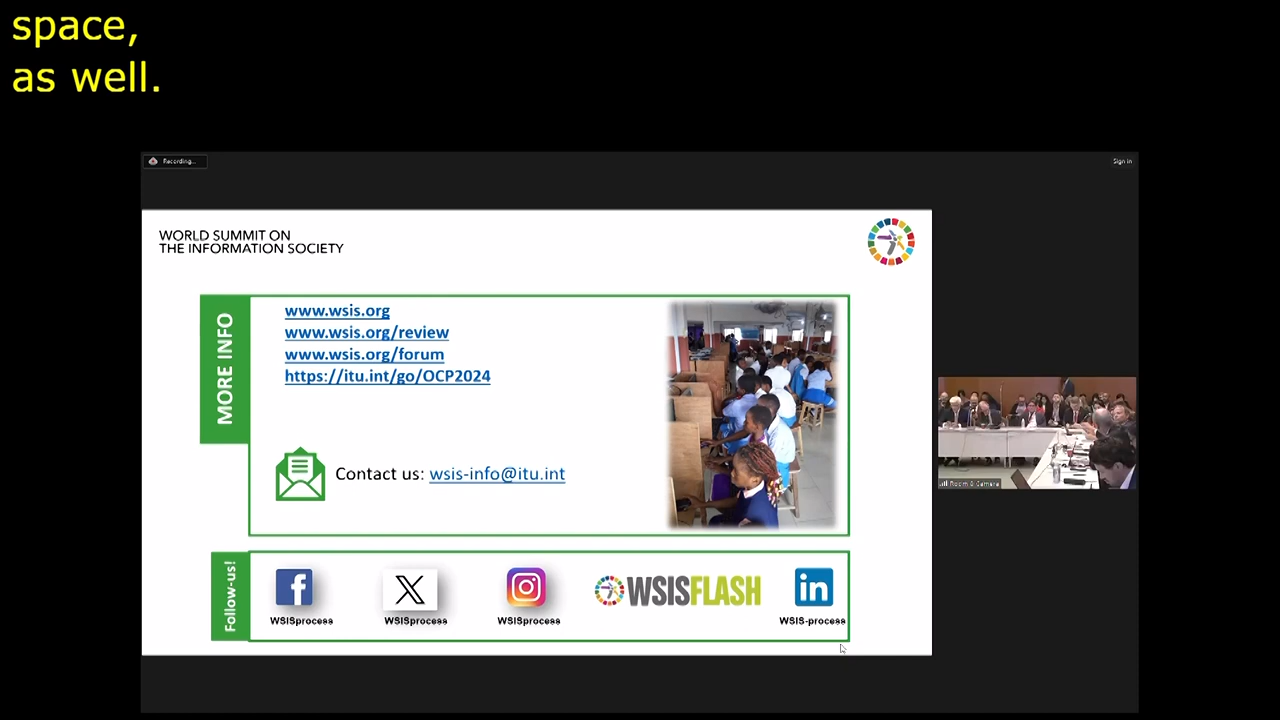 space,
as well.
Recording...
Sign in
WORLD SUMMIT ON
THE INFORMATION SOCIETY
MORE INFO
www.wsis.org
www.wsis.org/review
www.wsis.org/forum
https://itu.int/go/OCP2024
Contact us: wsis-info@itu.int
Room Camera
Follow-us!
WSISprocess
WSISprocess
WSISprocess
WSISFLASH
WSIS-process